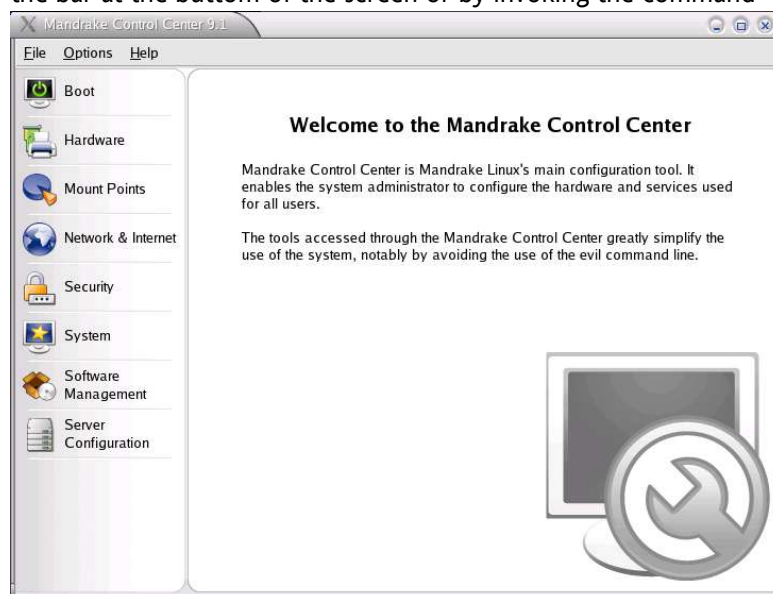 the bar at the bottom of the screen or by invoking the command
Mandrake Control Center 9.1
File Options Help
Boot
Hardware
Mount Points
Network & Internet
Security
System
Software
Management
Server
Configuration
Welcome to the Mandrake Control Center
Mandrake Control Center is Mandrake Linux's main configuration tool. It
enables the system administrator to configure the hardware and services used
for all users.
The tools accessed through the Mandrake Control Center greatly simplify the
use of the system, notably by avoiding the use of the evil command line.